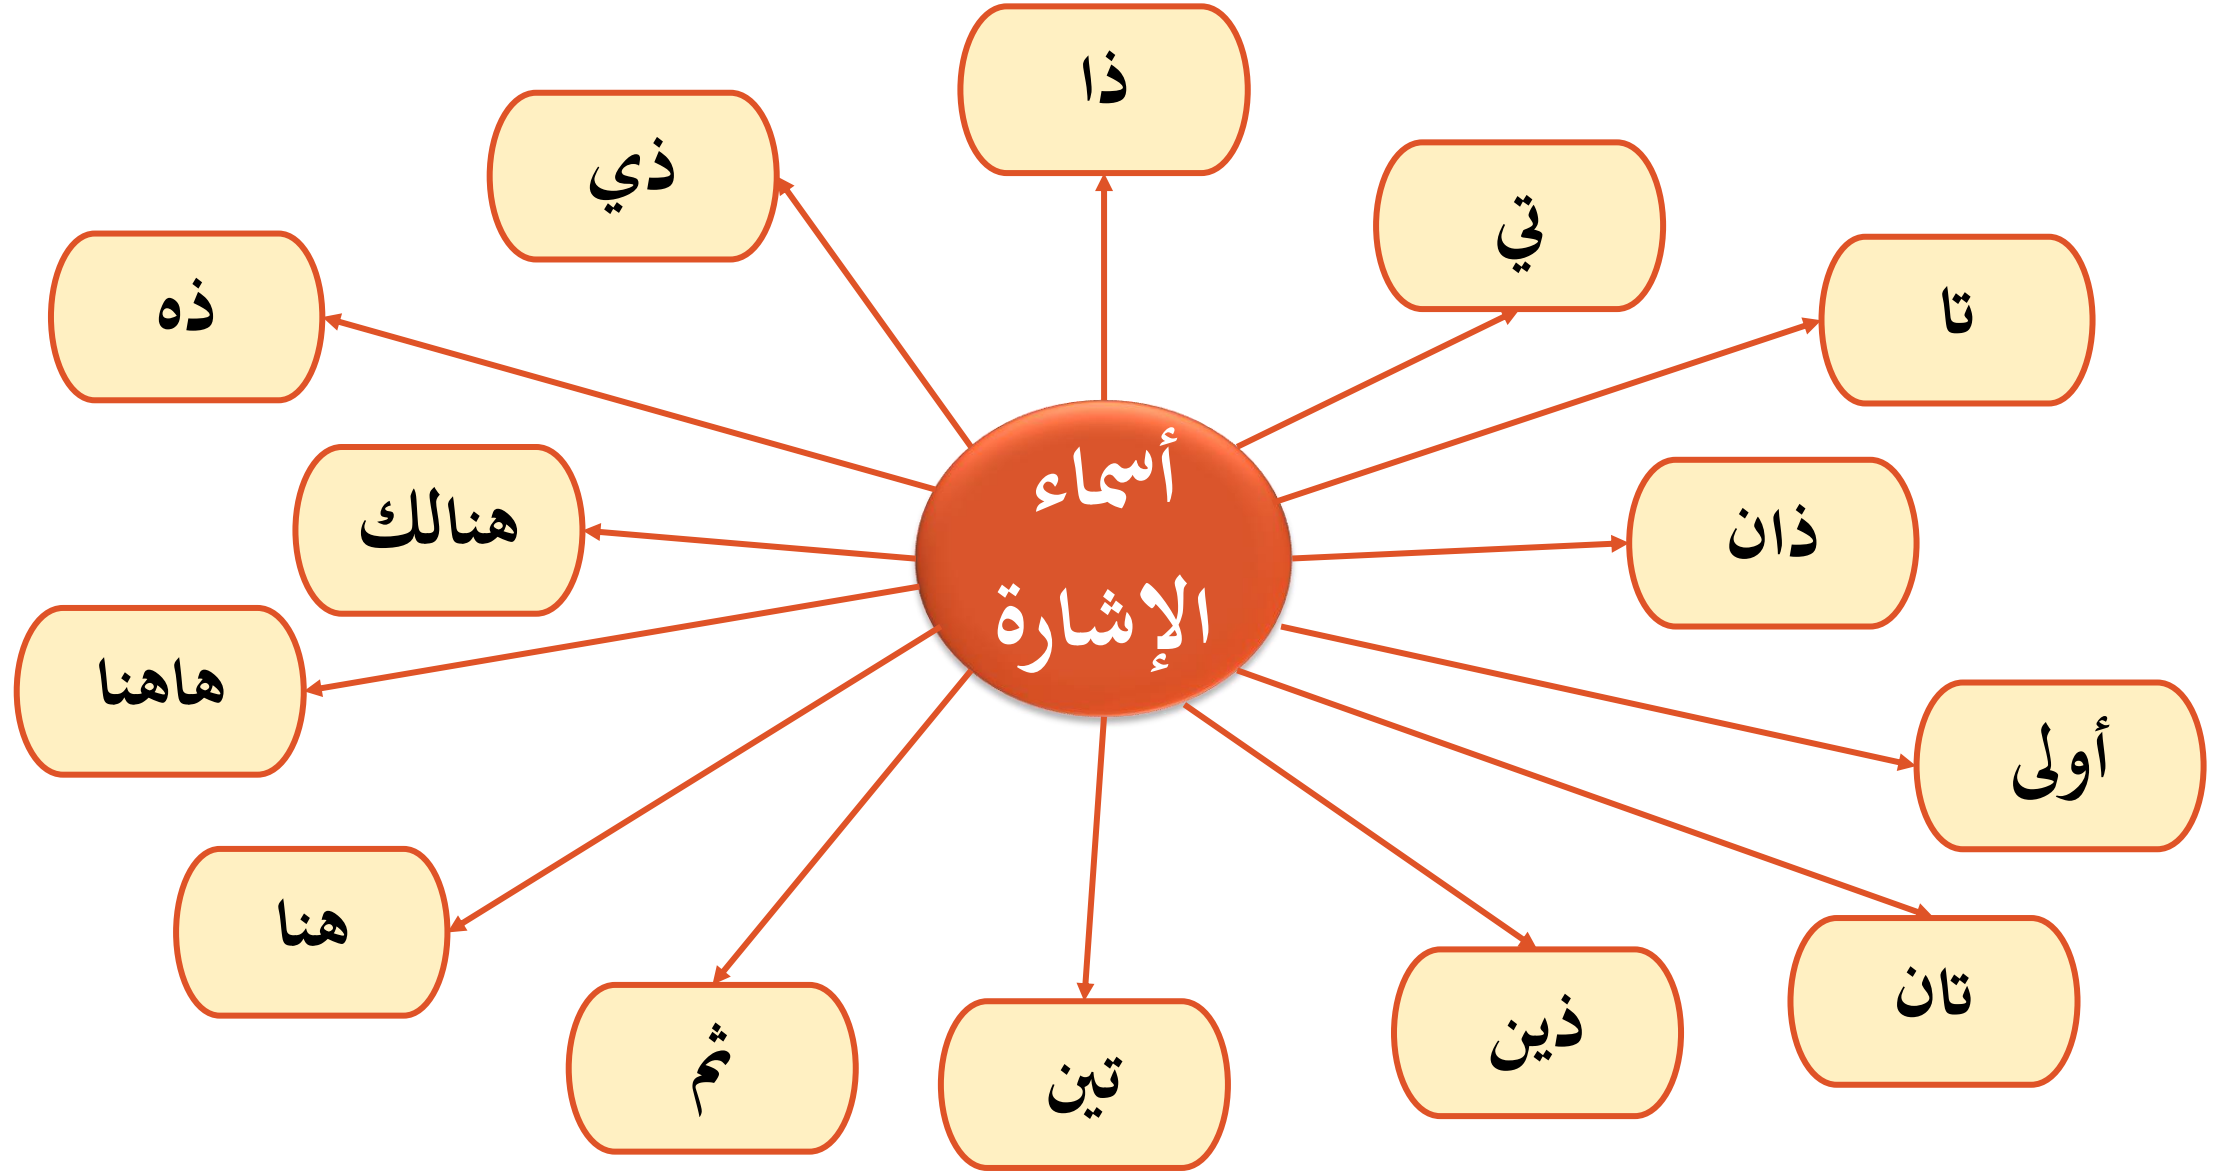 ذا
ذي
تي
ذه
تا
أسماء
الإشارة
هنالك
ذان
هاهنا
أولى
هنا
تان
ذين
ثم
تين